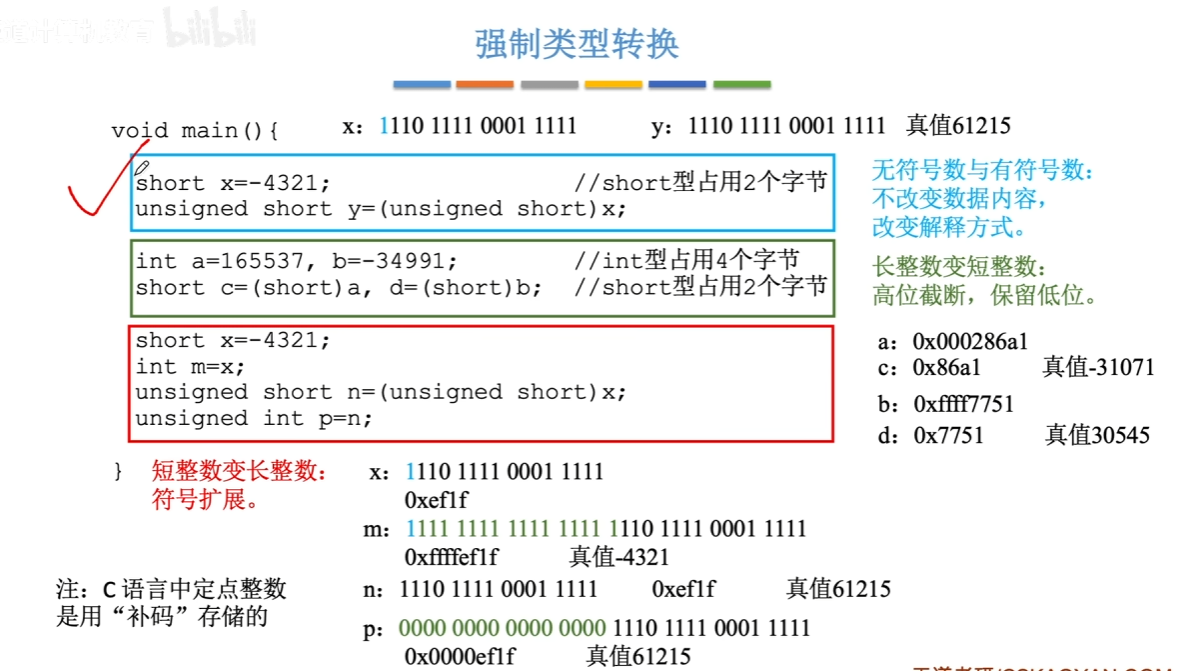 bilibili
强制类型转换
void main(){
x：1110 1111 0001 1111
y：1110 1111 0001 1111 真值61215
short x=-4321; //short型占用2个字节
unsigned short y=(unsigned short)x;
无符号数与有符号数：
不改变数据内容，
改变解释方式。
int a=165537, b=-34991; //int型占用4个字节
short c=(short)a, d=(short)b; //short型占用2个字节
长整数变短整数：
高位截断，保留低位。
short x=-4321;
int m=x;
unsigned short n=(unsigned short)x;
unsigned int p=n;
a：0x000286a1
c：0x86a1 真值-31071
b：0xffff7751
d：0x7751 真值30545
}
短整数变长整数：
符号扩展。
x：1110 1111 0001 1111
0xef1f
m：1111 1111 1111 1111 1110 1111 0001 1111
0xffffef1f 真值-4321
注：C 语言中定点整数
是用“补码”存储的
n：1110 1111 0001 1111 0xef1f 真值61215
p：0000 0000 0000 0000 1110 1111 0001 1111
0x0000ef1f 真值61215